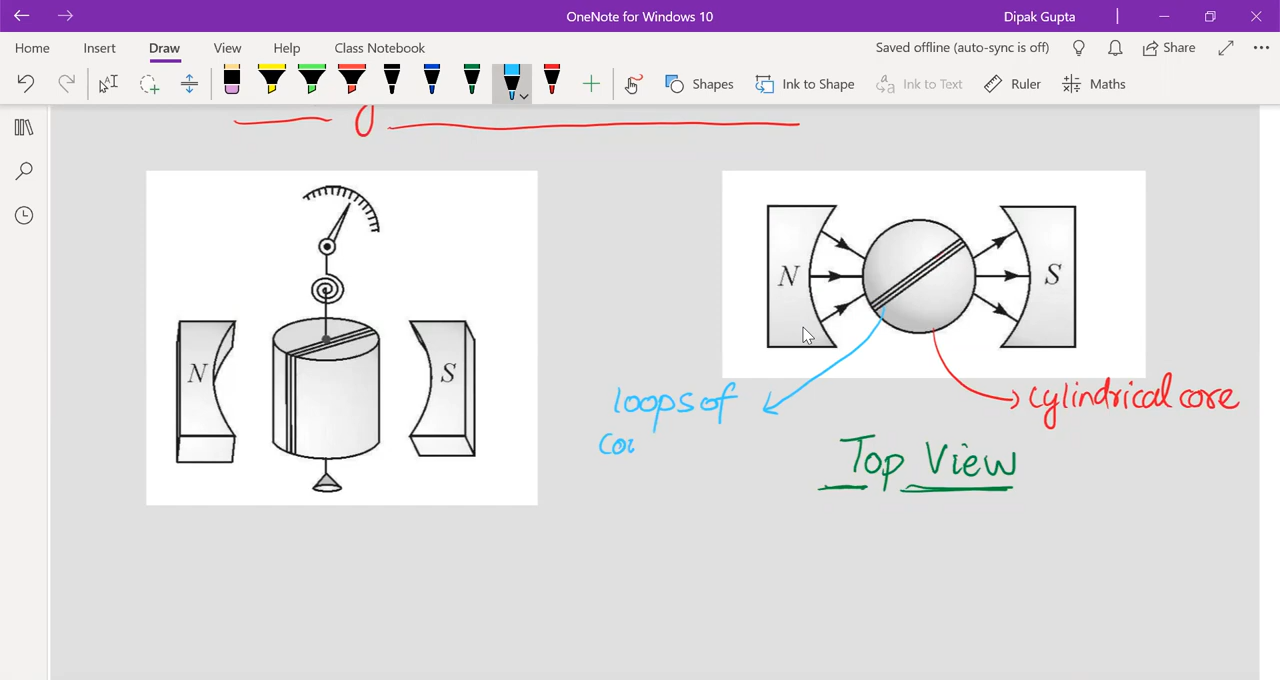 OneNote for Windows 10
Dipak Gupta
Home Insert Draw View Help Class Notebook
Saved offline (auto-sync is off) Share
Shapes Ink to Shape Ink to Text Ruler Maths
N S
N S
loops of
cylindrical core
Top View